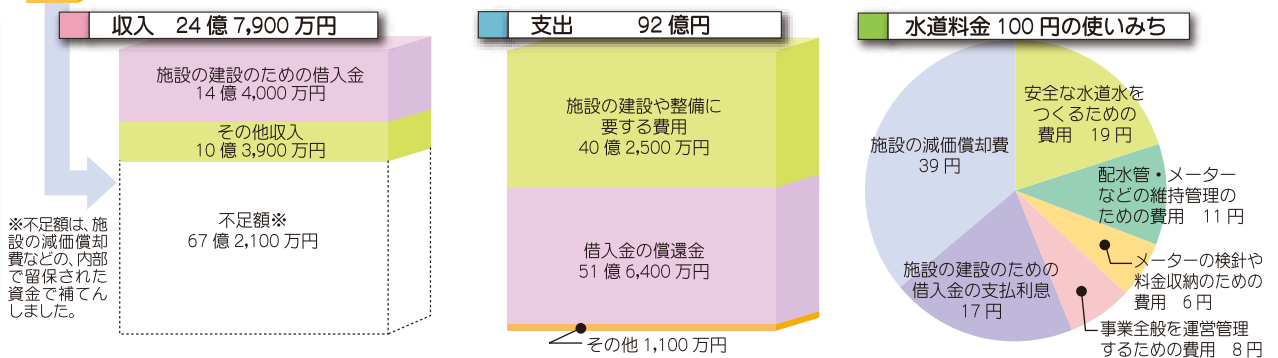 収入　24億7,900万円
施設の建設のための借入金
14億4,000万円
その他収入
10億3,900万円
不足額※
67億2,100万円
※不足額は、施
設の減価償却
費などの、内部
で留保された
資金で補てん
しました。
支出　92億円
施設の建設や整備に
要する費用
40億2,500万円
借入金の償還金
51億6,400万円
その他1,100万円
水道料金100円の使いみち
安全な水道水を
つくるための
費用　19円
配水管・メーター
などの維持管理の
ための費用　11円
メーターの検針や
料金収納のための
費用　6円
事業全般を運営管理
するための費用　8円
施設の建設のための
借入金の支払利息
17円
施設の減価償却費
39円